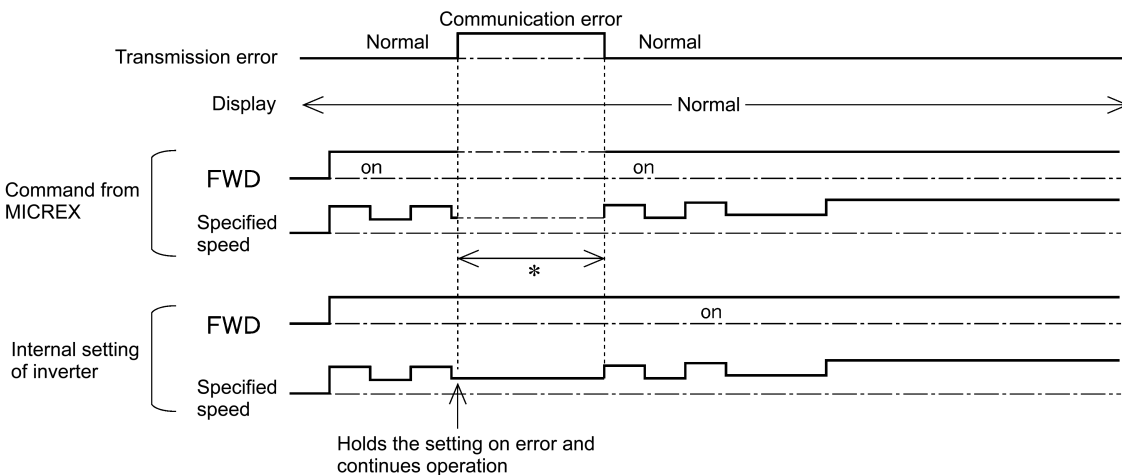 Communication error
Normal
Normal
Transmission error
Display
Normal
Command from
MICREX
FWD
on
on
Specified
speed
*
Internal setting
of inverter
FWD
on
Specified
speed
Holds the setting on error and
continues operation